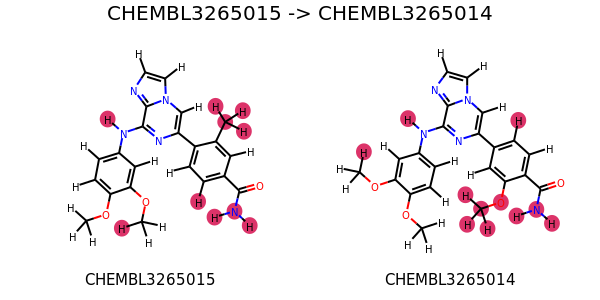 CHEMBL3265015 -> CHEMBL3265014
H H H H
N N N N
H H H H H H H
H H N N H H N N
H H H H H H
H H O H H O
H O H N H H O H O H N H
H H H H O H H
H H H H
CHEMBL3265015 CHEMBL3265014